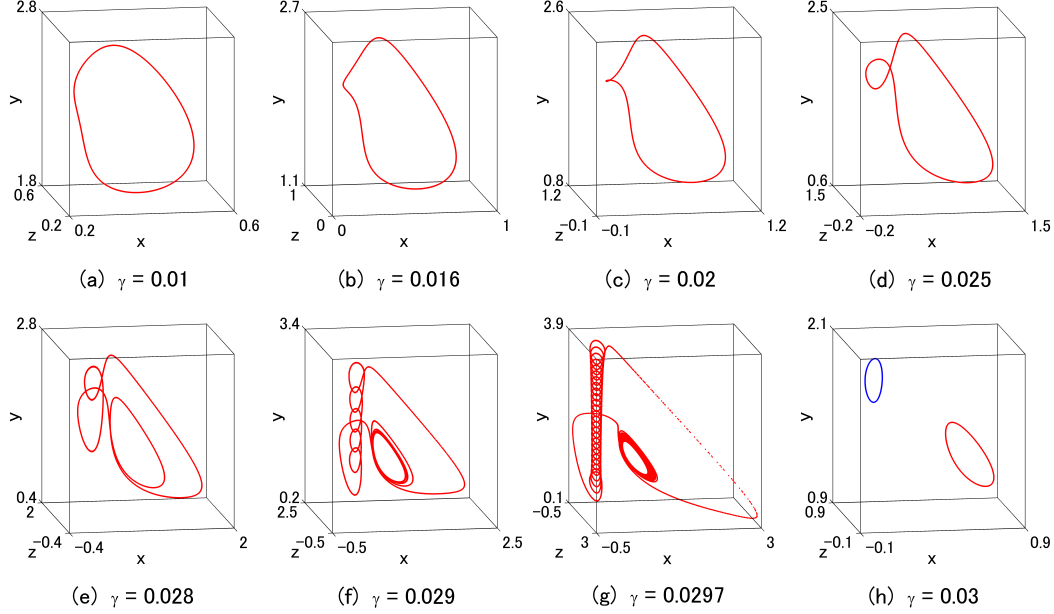 2.8
y
1.8
0.6
z
0.2
0.2
x
0.6
(a) γ = 0.01
2.7
y
1.1
1
z
0
0
x
1
(b) γ = 0.016
2.6
y
0.8
1.2
z
-0.1
-0.1
x
1.2
(c) γ = 0.02
2.5
y
0.6
1.5
z
-0.2
-0.2
x
1.5
(d) γ = 0.025
2.8
y
0.4
2
z
-0.4
-0.4
x
2
(e) γ = 0.028
3.4
y
0.2
2.5
z
-0.5
-0.5
x
2.5
(f) γ = 0.029
3.9
y
0.1
-0.5
z
3
-0.5
x
3
(g) γ = 0.0297
2.1
y
0.9
0.9
z
-0.1
-0.1
x
0.9
(h) γ = 0.03